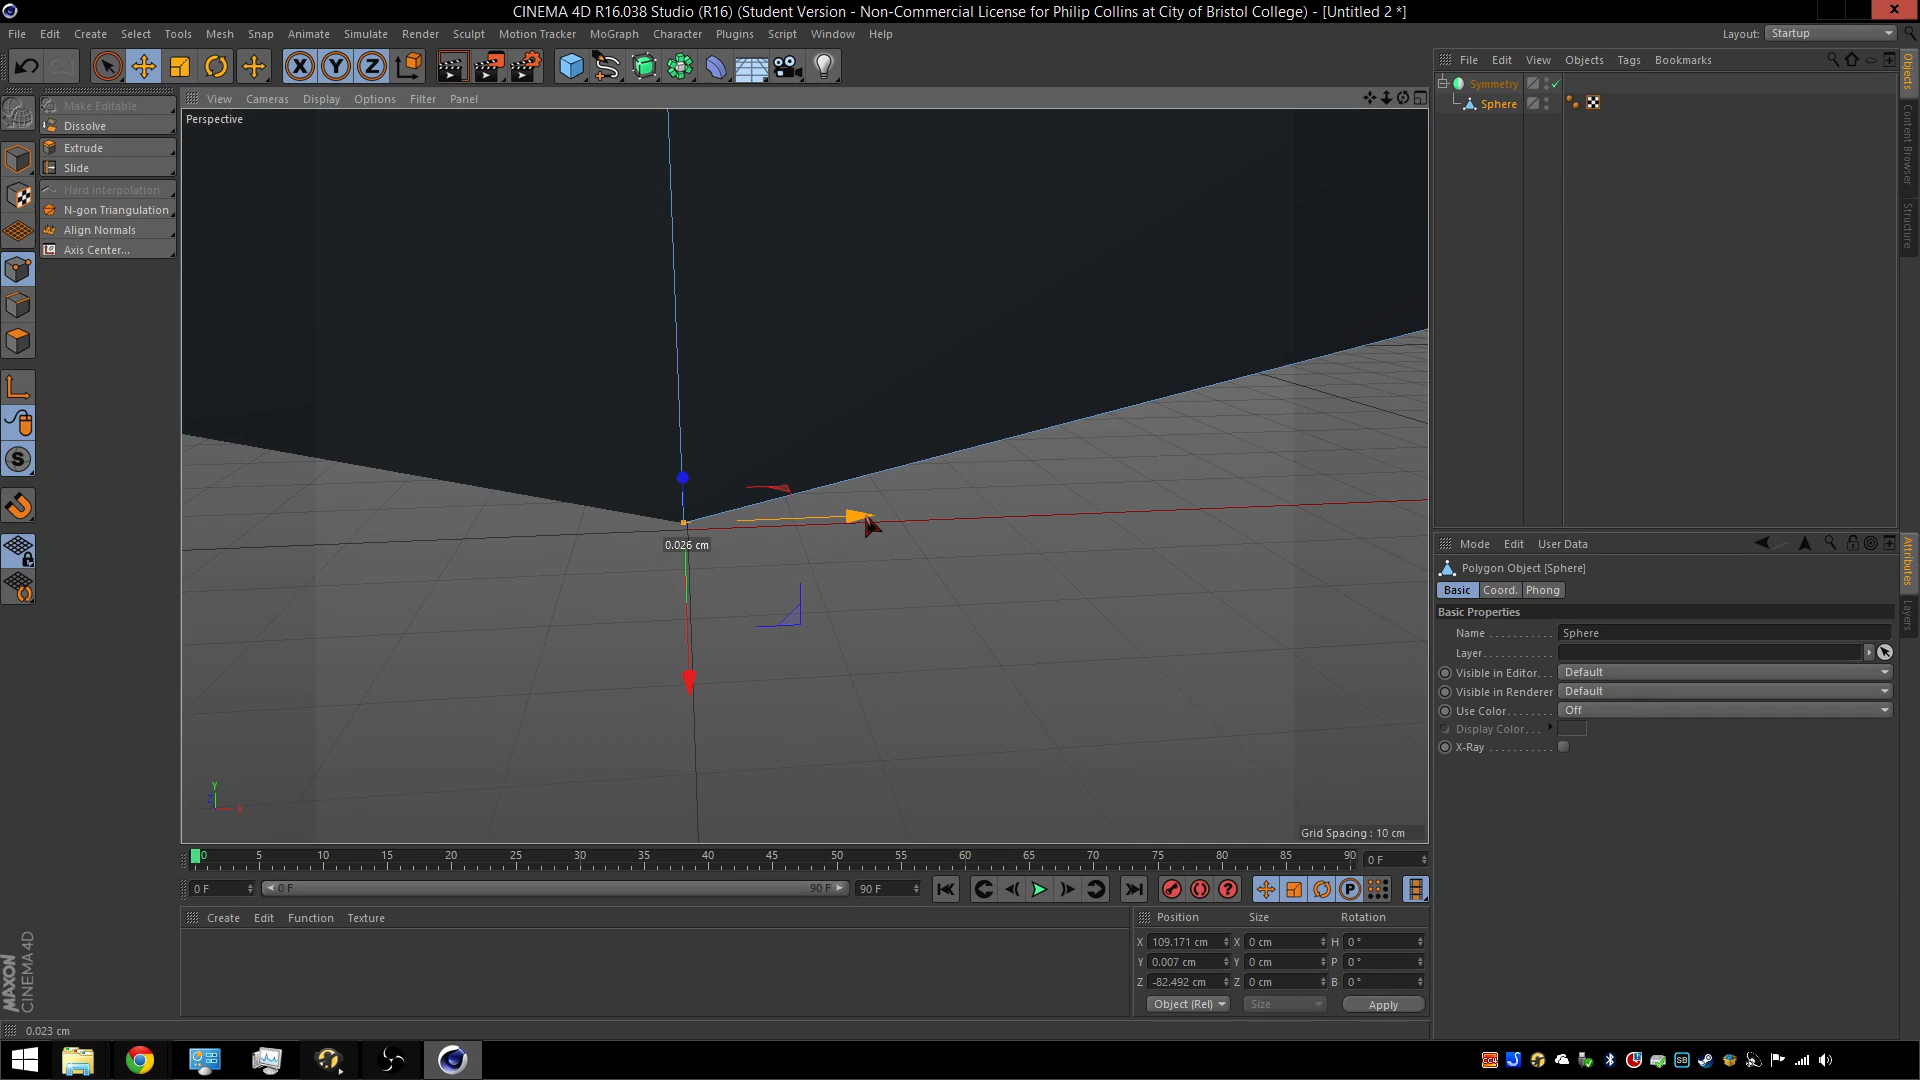 CINEMA 4D R16.038 Studio (R16) (Student Version - Non-Commercial License for Philip Collins at City of Bristol College) - [Untitled 2 *]
File Edit Create Select Tools Mesh Snap Animate Simulate Render Sculpt Motion Tracker MoGraph Character Plugins Script Window Help
Layout: Startup
Make Editable
Dissolve
Extrude
Slide
Hard Interpolation
N-gon Triangulation
Align Normals
Axis Center...
View Cameras Display Options Filter Panel
Perspective
0.026 cm
Y
Z
X
Grid Spacing : 10 cm
0 5 10 15 20 25 30 35 40 45 50 55 60 65 70 75 80 85 90 0 F
0 F 0 F 90 F 90 F
Create Edit Function Texture
Position Size Rotation
X 109.171 cm X 0 cm H 0 °
Y 0.007 cm Y 0 cm P 0 °
Z -82.492 cm Z 0 cm B 0 °
Object (Rel) Size Apply
MAXON
CINEMA 4D
0.023 cm
File Edit View Objects Tags Bookmarks
Symmetry
Sphere
Objects
Content Browser
Structure
Mode Edit User Data
Polygon Object [Sphere]
Basic Coord. Phong
Basic Properties
Name Sphere
Layer
Visible in Editor Default
Visible in Renderer Default
Use Color Off
Display Color
X-Ray
Attributes
Layers